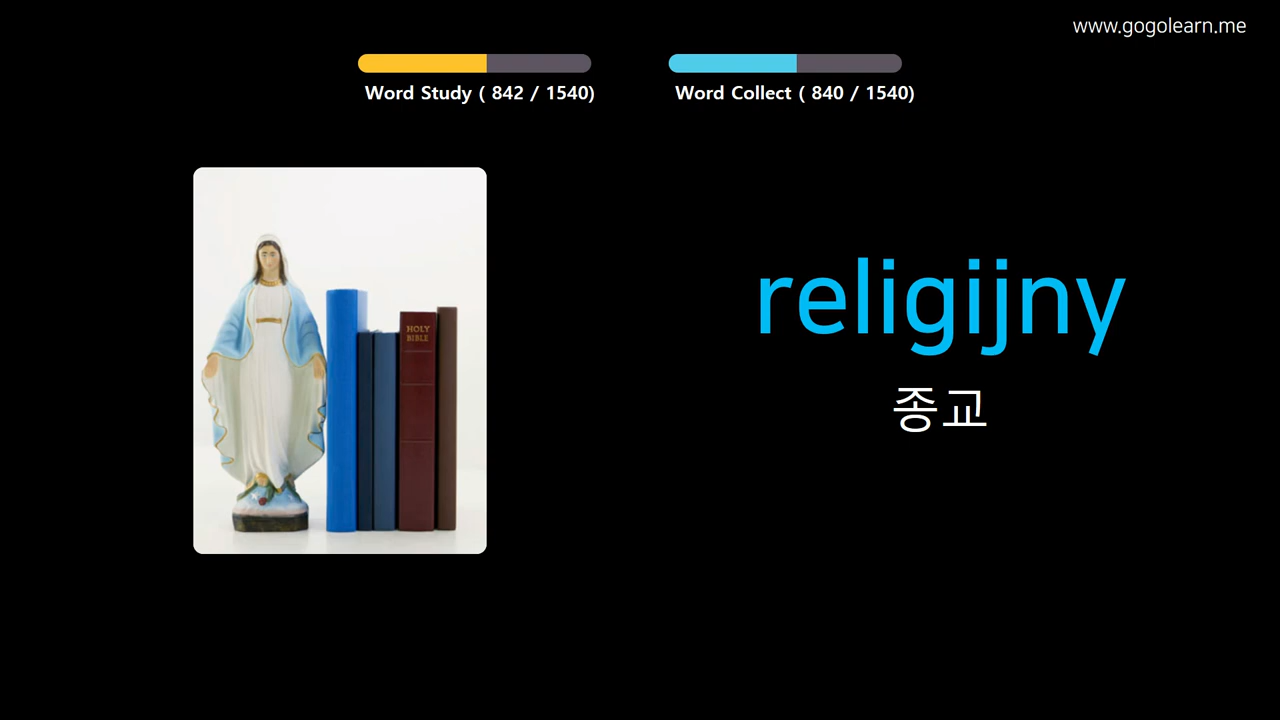 www.gogolearn.me
Word Study ( 842 / 1540)
Word Collect ( 840 / 1540)
HOLY
BIBLE
religijny
종교